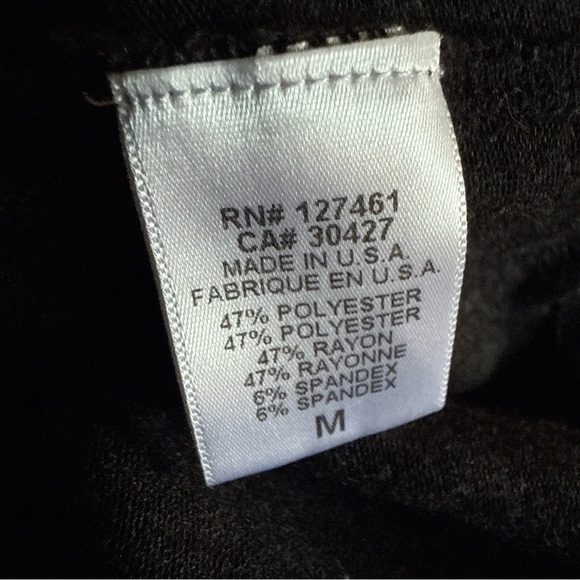 RN# 127461
CA# 30427
MADE IN U.S.A.
FABRIQUE EN U.S.A.
47% POLYESTER
47% POLYESTER
47% RAYON
47% RAYONNE
6% SPANDEX
6% SPANDEX
M